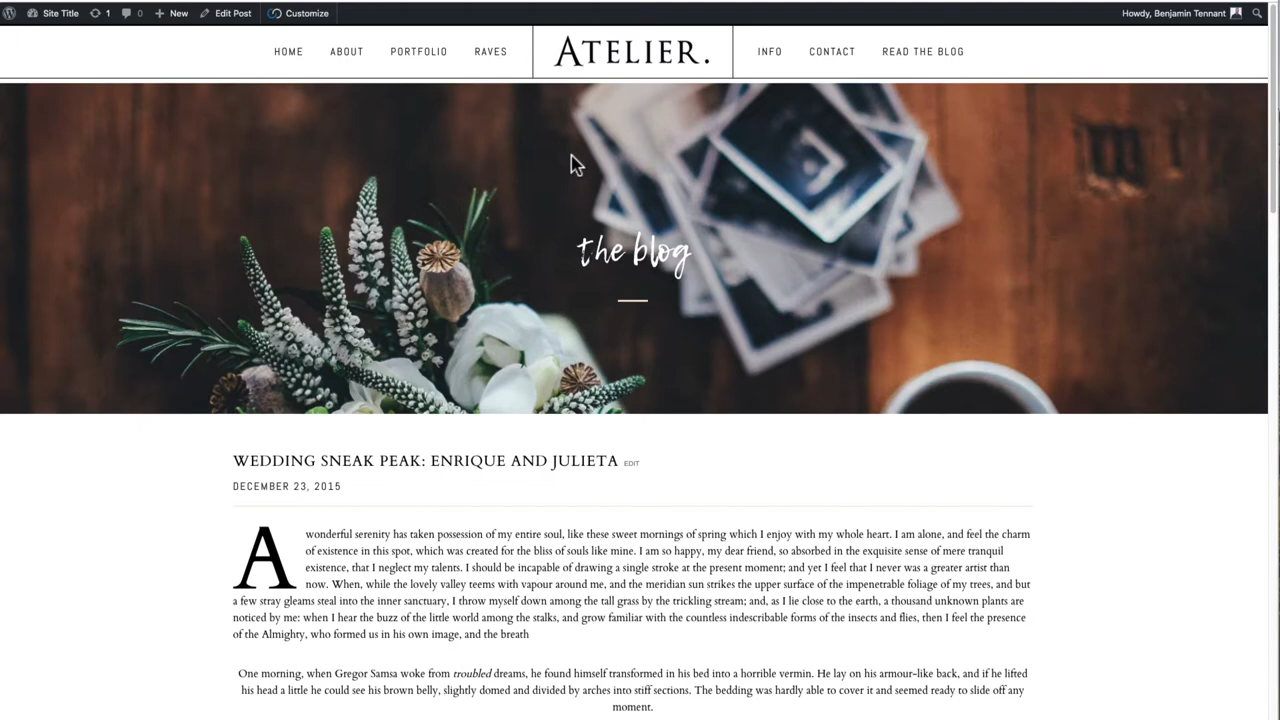 Site Title 1 0 New Edit Post Customize Howdy, Benjamin Tennant
HOME ABOUT PORTFOLIO RAVES ATELIER. INFO CONTACT READ THE BLOG
the blog
WEDDING SNEAK PEAK: ENRIQUE AND JULIETA EDIT
DECEMBER 23, 2015
A wonderful serenity has taken possession of my entire soul, like these sweet mornings of spring which I enjoy with my whole heart. I am alone, and feel the charm
of existence in this spot, which was created for the bliss of souls like mine. I am so happy, my dear friend, so absorbed in the exquisite sense of mere tranquil
existence, that I neglect my talents. I should be incapable of drawing a single stroke at the present moment; and yet I feel that I never was a greater artist than
now. When, while the lovely valley teems with vapour around me, and the meridian sun strikes the upper surface of the impenetrable foliage of my trees, and but
a few stray gleams steal into the inner sanctuary, I throw myself down among the tall grass by the trickling stream; and, as I lie close to the earth, a thousand unknown plants are
noticed by me: when I hear the buzz of the little world among the stalks, and grow familiar with the countless indescribable forms of the insects and flies, then I feel the presence
of the Almighty, who formed us in his own image, and the breath
One morning, when Gregor Samsa woke from troubled dreams, he found himself transformed in his bed into a horrible vermin. He lay on his armour-like back, and if he lifted
his head a little he could see his brown belly, slightly domed and divided by arches into stiff sections. The bedding was hardly able to cover it and seemed ready to slide off any
moment.